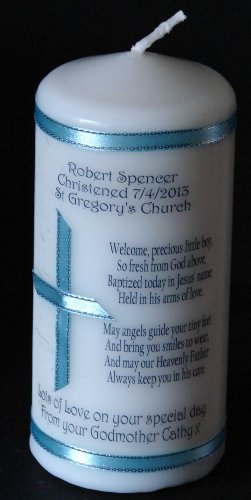 Robert Spencer
Christened 7/4/2013
St Gregory's Church
Welcome, precious little boy,
So fresh from God above,
Baptized today in Jesus' name
Held in his arms of love.
May angels guide your tiny feet
And bring you smiles to wear,
And may our Heavenly Father
Always keep you in his care.
Lots of Love on your special day
From your Godmother Cathy x